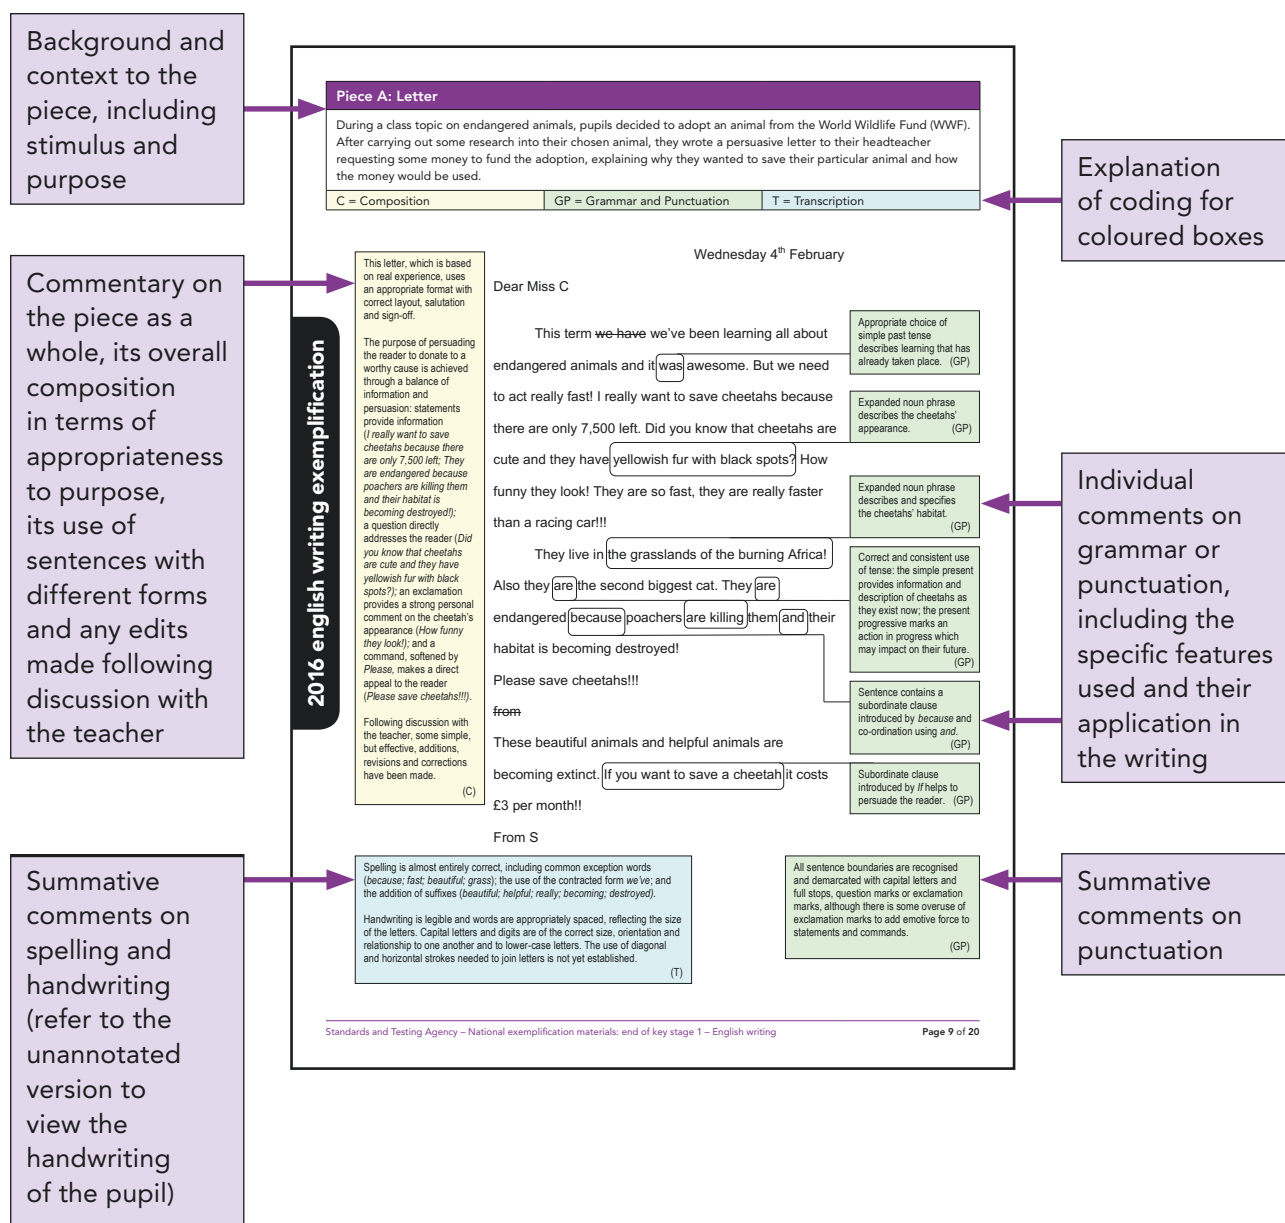 Background and
context to the
piece, including
stimulus and
purpose
Commentary on
the piece as a
whole, its overall
composition
in terms of
appropriateness
to purpose,
its use of
sentences with
different forms
and any edits
made following
discussion with
the teacher
Summative
comments on
spelling and
handwriting
(refer to the
unannotated
version to
view the
handwriting
of the pupil)
2016 english writing exemplification
Piece A: Letter
During a class topic on endangered animals, pupils decided to adopt an animal from the World Wildlife Fund (WWF).
After carrying out some research into their chosen animal, they wrote a persuasive letter to their headteacher
requesting some money to fund the adoption, explaining why they wanted to save their particular animal and how
the money would be used.
C = Composition GP = Grammar and Punctuation T = Transcription
This letter, which is based
on real experience, uses
an appropriate format with
correct layout, salutation
and sign-off.
The purpose of persuading
the reader to donate to a
worthy cause is achieved
through a balance of
information and
persuasion: statements
provide information
(I really want to save
cheetahs because there
are only 7,500 left; They
are endangered because
poachers are killing them
and their habitat is
becoming destroyed!);
a question directly
addresses the reader (Did
you know that cheetahs
are cute and they have
yellowish fur with black
spots?); an exclamation
provides a strong personal
comment on the cheetah's
appearance (How funny
they look!); and a
command, softened by
Please, makes a direct
appeal to the reader
(Please save cheetahs!!!).
Following discussion with
the teacher, some simple,
but effective, additions,
revisions and corrections
have been made.
(C)
Wednesday 4th February
Dear Miss C
This term we have we've been learning all about
endangered animals and it was awesome. But we need
to act really fast! I really want to save cheetahs because
there are only 7,500 left. Did you know that cheetahs are
cute and they have yellowish fur with black spots? How
funny they look! They are so fast, they are really faster
than a racing car!!!
They live in the grasslands of the burning Africa!
Also they are the second biggest cat. They are
endangered because poachers are killing them and their
habitat is becoming destroyed!
Please save cheetahs!!!
from
These beautiful animals and helpful animals are
becoming extinct. If you want to save a cheetah it costs
£3 per month!!
From S
Appropriate choice of
simple past tense
describes learning that has
already taken place. (GP)
Expanded noun phrase
describes the cheetahs'
appearance. (GP)
Expanded noun phrase
describes and specifies
the cheetahs' habitat.
(GP)
Correct and consistent use
of tense: the simple present
provides information and
description of cheetahs as
they exist now; the present
progressive marks an
action in progress which
may impact on their future.
(GP)
Sentence contains a
subordinate clause
introduced by because and
co-ordination using and.
(GP)
Subordinate clause
introduced by If helps to
persuade the reader. (GP)
Spelling is almost entirely correct, including common exception words
(because; fast; beautiful; grass); the use of the contracted form we've; and
the addition of suffixes (beautiful; helpful; really; becoming; destroyed).
Handwriting is legible and words are appropriately spaced, reflecting the size
of the letters. Capital letters and digits are of the correct size, orientation and
relationship to one another and to lower-case letters. The use of diagonal
and horizontal strokes needed to join letters is not yet established.
(T)
All sentence boundaries are recognised
and demarcated with capital letters and
full stops, question marks or exclamation
marks, although there is some overuse of
exclamation marks to add emotive force to
statements and commands.
(GP)
Standards and Testing Agency – National exemplification materials: end of key stage 1 – English writing Page 9 of 20
Explanation
of coding for
coloured boxes
Individual
comments on
grammar or
punctuation,
including the
specific features
used and their
application in
the writing
Summative
comments on
punctuation